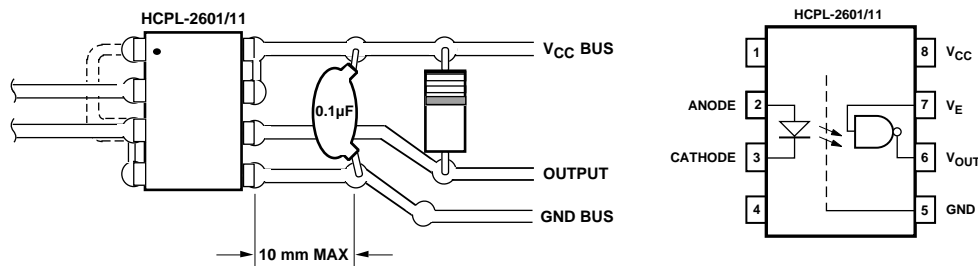 HCPL-2601/11
VCC BUS
0.1µF
OUTPUT
GND BUS
10 mm MAX
HCPL-2601/11
1
8 VCC
ANODE 2
7 VE
CATHODE 3
6 VOUT
4
5 GND